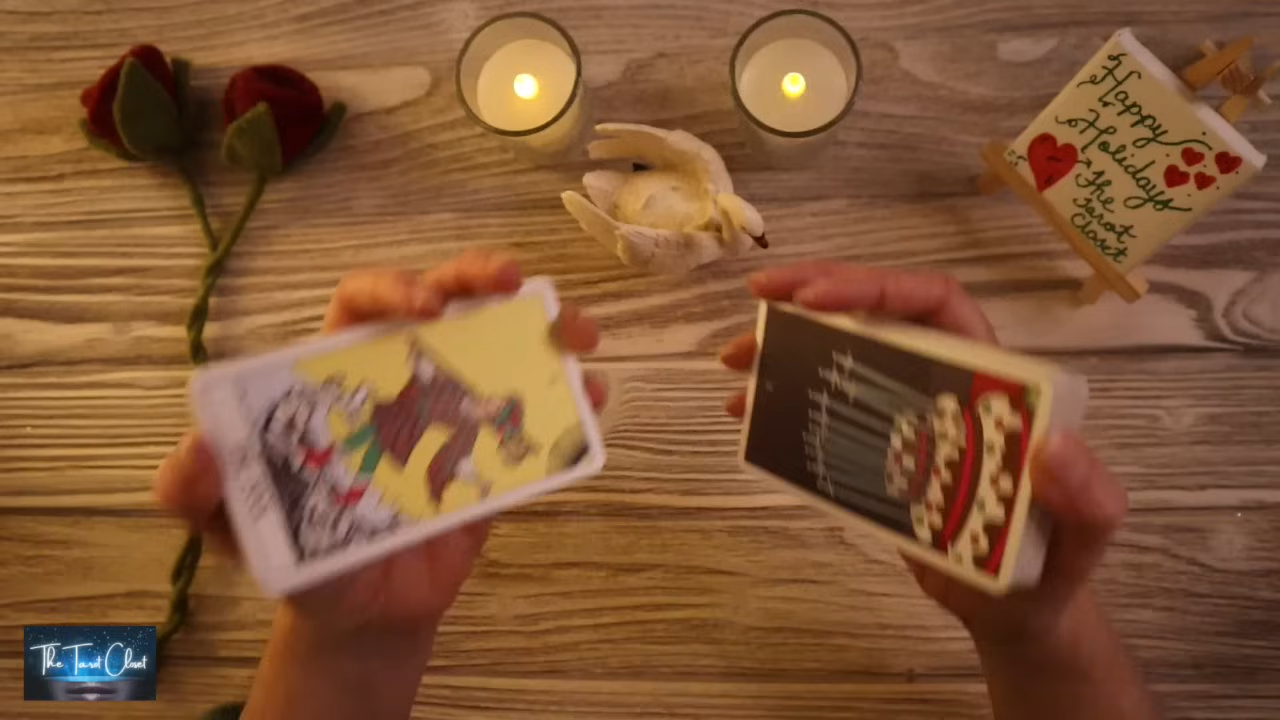 Happy
Holidays
The
Tarot
Closet
The Tarot Closet